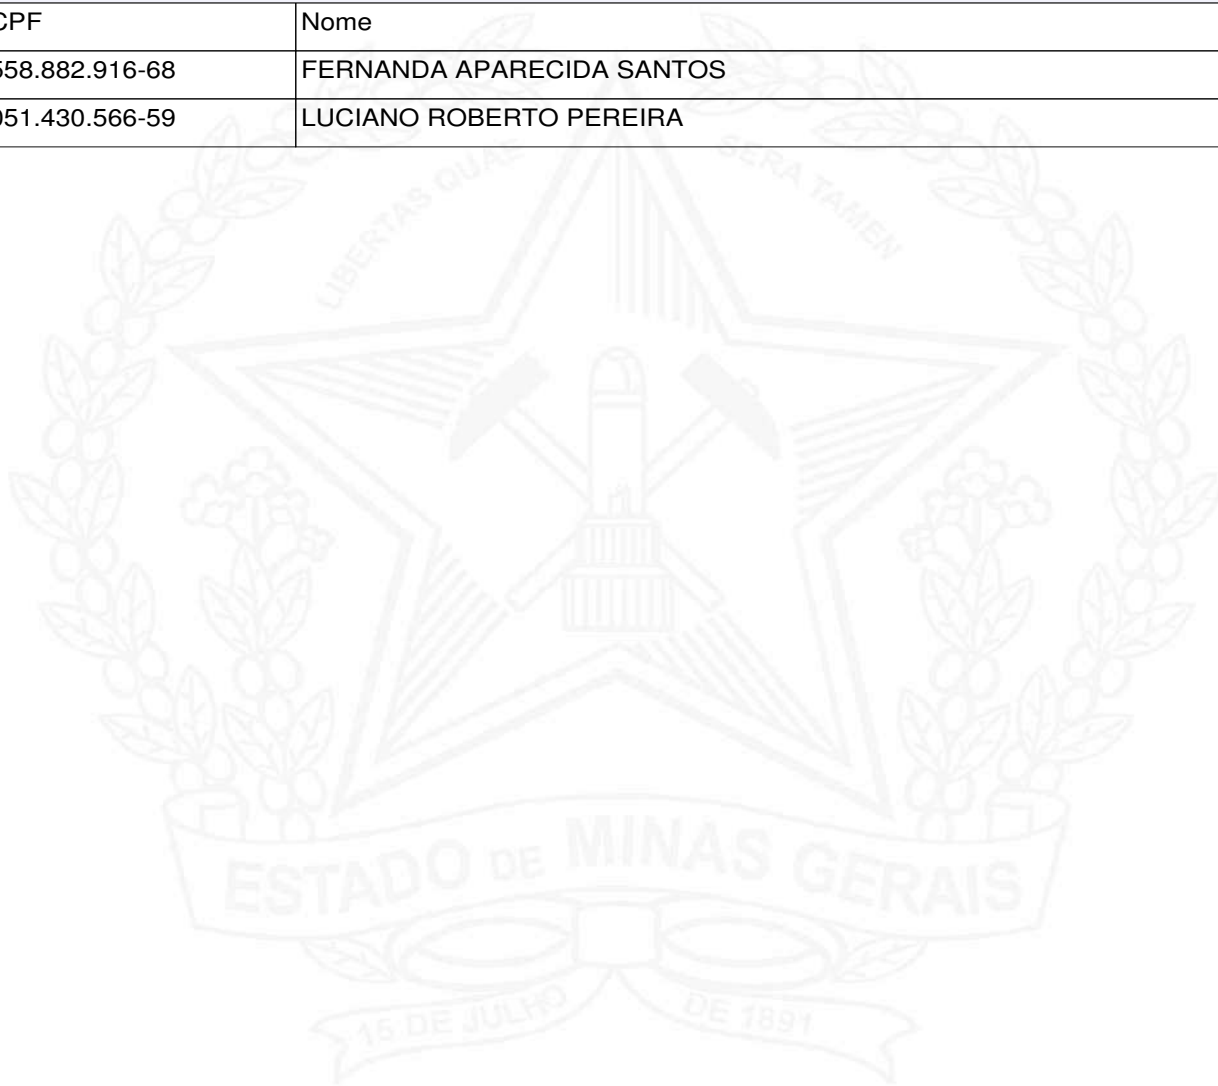 CPF Nome
558.882.916-68 FERNANDA APARECIDA SANTOS
051.430.566-59 LUCIANO ROBERTO PEREIRA
LIBERTAS QUAE SERA TAMEN
ESTADO DE MINAS GERAIS
15 DE JULHO DE 1891